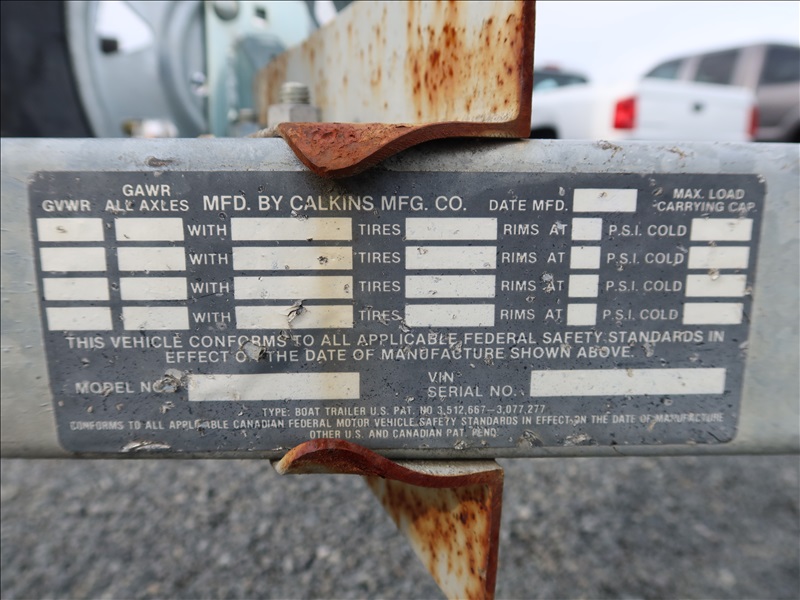 GVWR GAWR ALL AXLES MFD. BY CALKINS MFG. CO. DATE MFD. MAX. LOAD CARRYING CAP.
WITH TIRES RIMS AT P.S.I. COLD
WITH TIRES RIMS AT P.S.I. COLD
WITH TIRES RIMS AT P.S.I. COLD
WITH TIRES RIMS AT P.S.I. COLD
THIS VEHICLE CONFORMS TO ALL APPLICABLE FEDERAL SAFETY STANDARDS IN
EFFECT ON THE DATE OF MANUFACTURE SHOWN ABOVE.
MODEL NO. VIN SERIAL NO.
TYPE: BOAT TRAILER U.S. PAT. NO 3,512,667-3,077,277
CONFORMS TO ALL APPLICABLE CANADIAN FEDERAL MOTOR VEHICLE SAFETY STANDARDS IN EFFECT ON THE DATE OF MANUFACTURE
OTHER U.S. AND CANADIAN PAT. PEND.